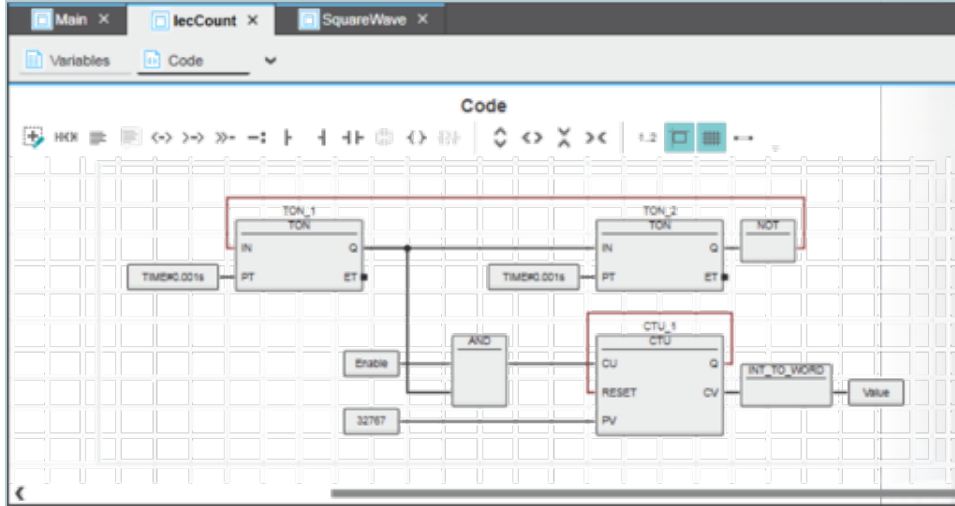 Main ×
IecCount ×
SquareWave ×
Variables
Code
Code
1..2
TON_1
TON
IN Q
TIME#0.001s
PT ET
TON_2
TON
IN Q
TIME#0.001s
PT ET
NOT
AND
Enable
32767
CTU_1
CTU
CU Q
RESET CV
PV
INT_TO_WORD
Value